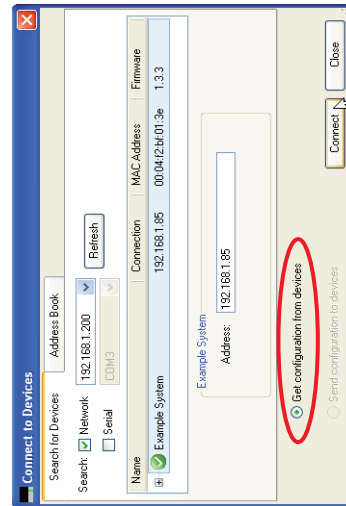 Connect to Devices
Search for Devices Address Book
Search: Network 192.168.1.200 Refresh
Serial COM3
Name Connection MAC Address Firmware
Example System 192.168.1.85 00:04:f2:bf:01:3e 1.3.3
Example System
Address: 192.168.1.85
Get configuration from devices
Send configuration to devices
Connect Close